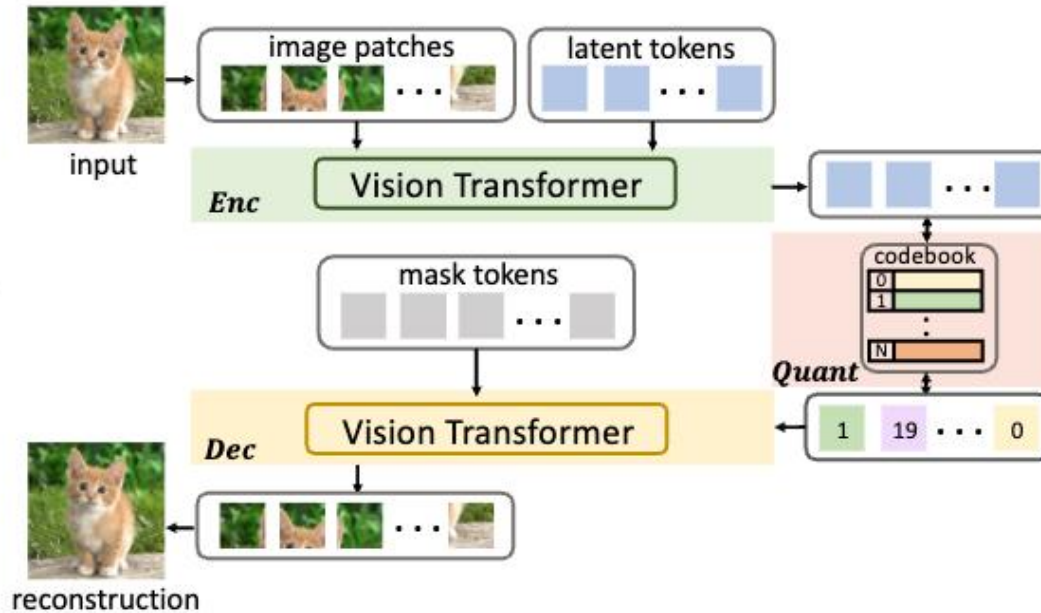 image patches
latent tokens
input
Vision Transformer
Enc
codebook
0
1
N
mask tokens
Quant
Vision Transformer
Dec
1 19 ... 0
reconstruction